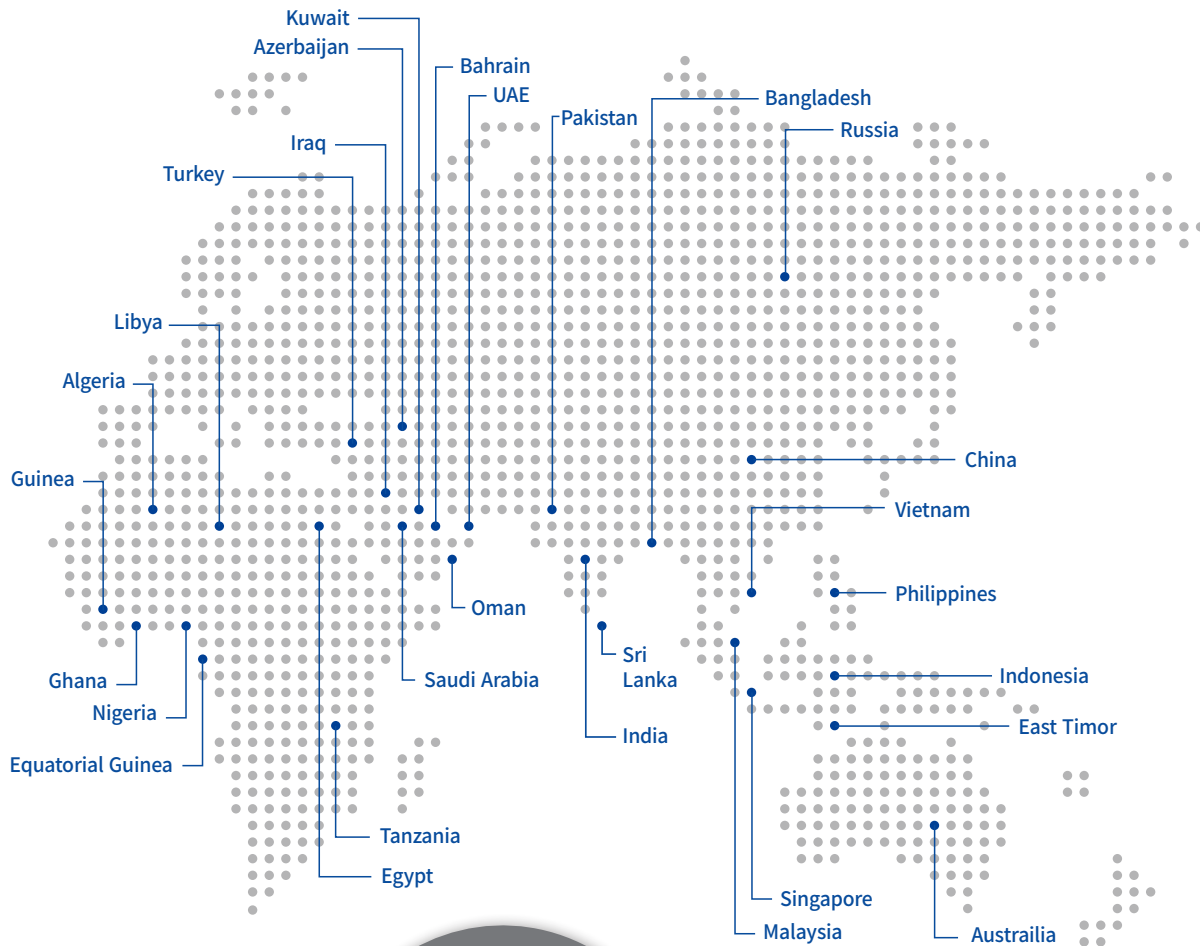 Kuwait
Azerbaijan
Bahrain
UAE
Bangladesh
Pakistan
Russia
Iraq
Turkey
Libya
Algeria
China
Guinea
Vietnam
Philippines
Oman
Sri
Lanka
Indonesia
Saudi Arabia
Ghana
Nigeria
East Timor
India
Equatorial Guinea
Tanzania
Egypt
Singapore
Malaysia
Austrailia